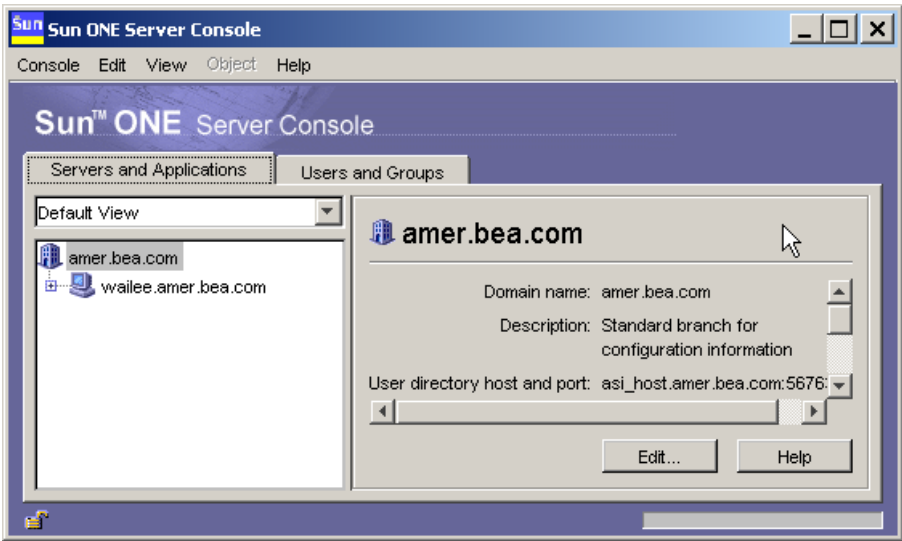 Sun Sun ONE Server Console
Console Edit View Object Help
Sun™ ONE Server Console
Servers and Applications Users and Groups
Default View
amer.bea.com
wailee.amer.bea.com
amer.bea.com
Domain name: amer.bea.com
Description: Standard branch for
configuration information
User directory host and port: asi_host.amer.bea.com:5676
Edit... Help